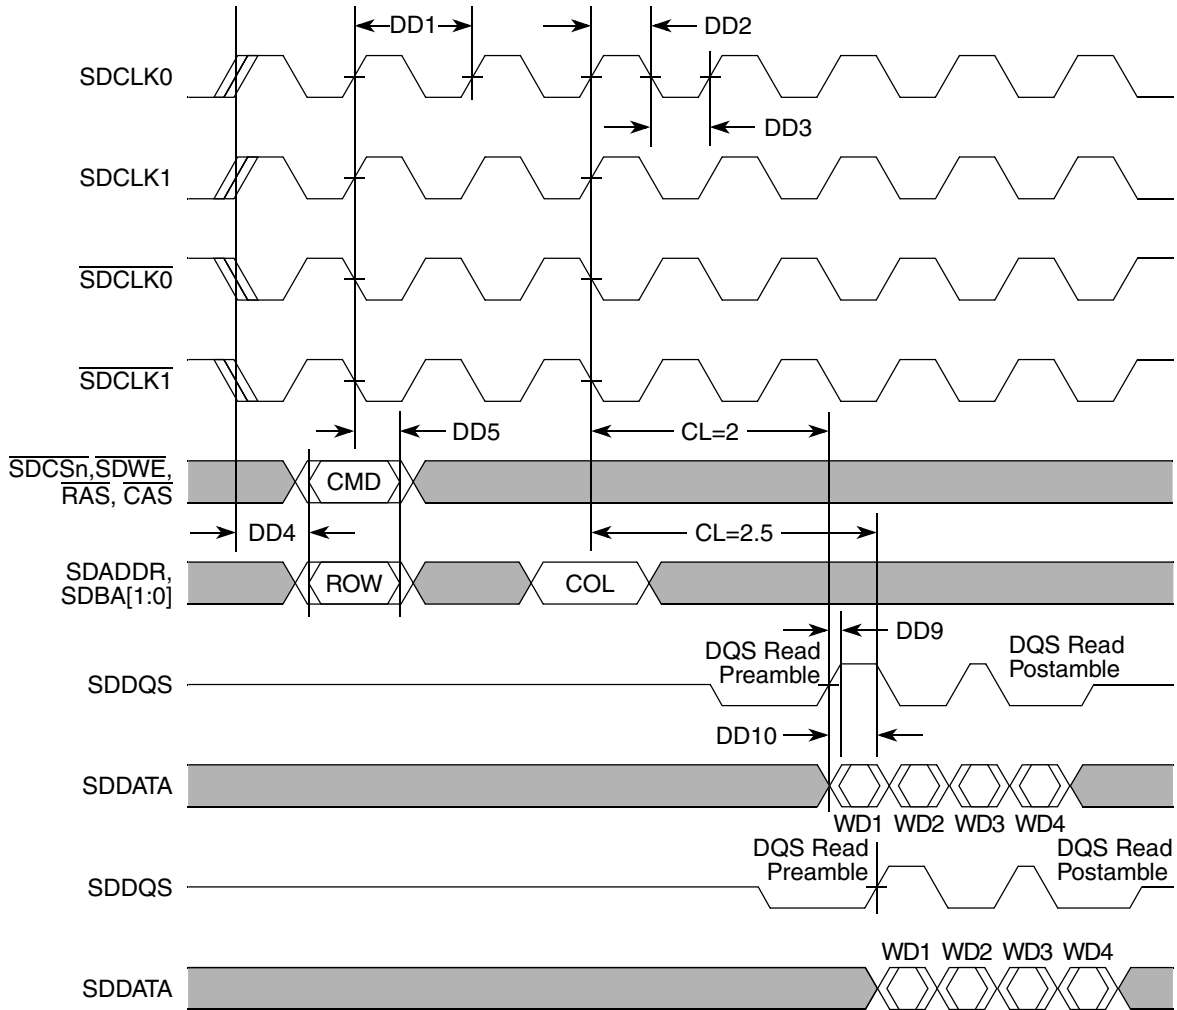 DD1
DD2
SDCLK0
DD3
SDCLK1
SDCLK0
SDCLK1
DD5
CL=2
SDCSn,SDWE,
RAS, CAS
CMD
DD4
CL=2.5
SDADDR,
SDBA[1:0]
ROW
COL
DD9
DQS Read
Preamble
DQS Read
Postamble
SDDQS
DD10
SDDATA
WD1 WD2 WD3 WD4
DQS Read
Preamble
DQS Read
Postamble
SDDQS
WD1 WD2 WD3 WD4
SDDATA